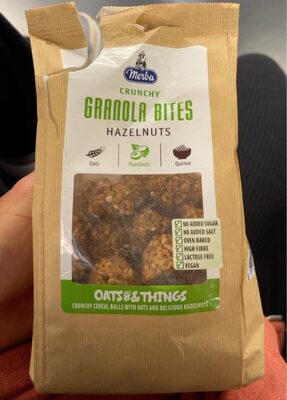 Merba
CRUNCHY
GRANOLA BITES
HAZELNUTS
Oats
Hazelnuts
Quinoa
NO ADDED SUGAR
NO ADDED SALT
OVEN BAKED
HIGH FIBRE
LACTOSE FREE
VEGAN
OATS & THINGS
CRUNCHY CEREAL BALLS WITH OATS AND DELICIOUS HAZELNUTS